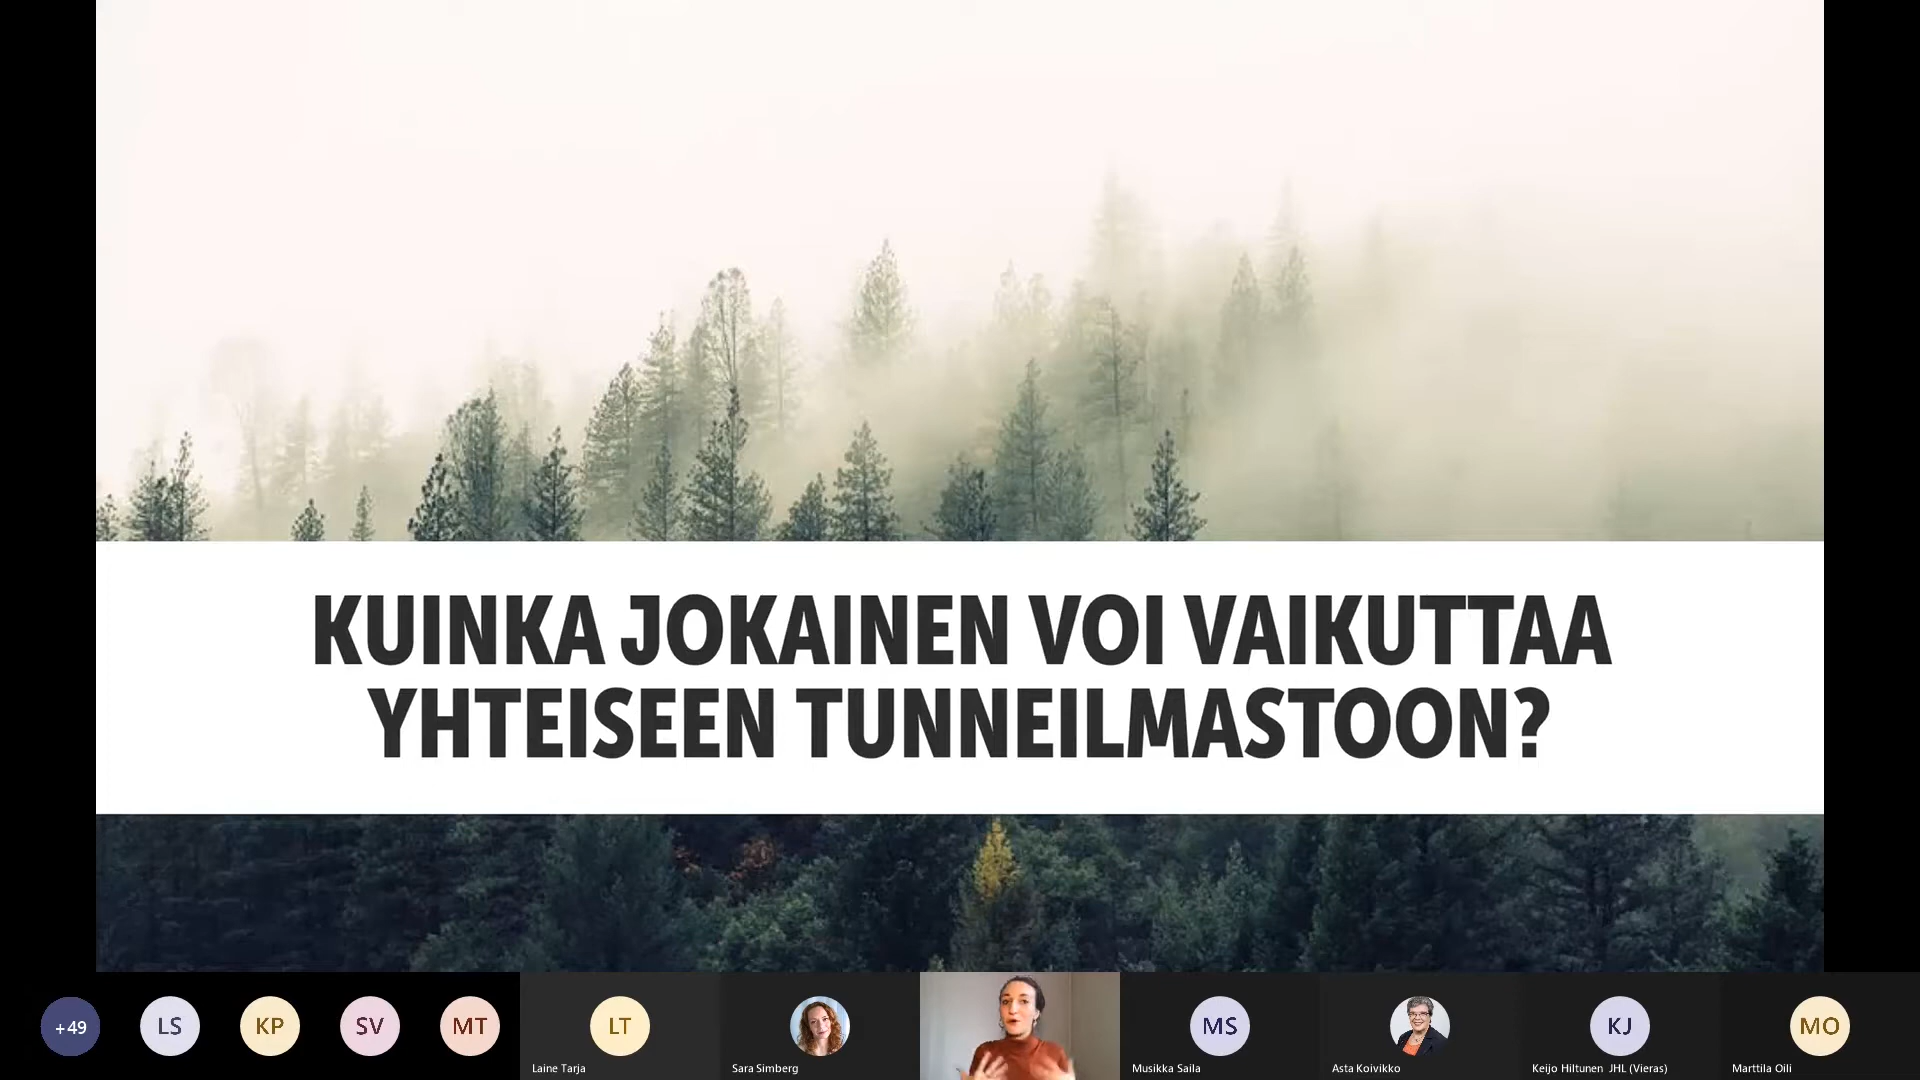 KUINKA JOKAINEN VOI VAIKUTTAA
YHTEISEEN TUNNEILMASTOON?
+49
LS
KP
SV
MT
LT
MS
KJ
MO
Laine Tarja
Sara Simberg
Musikka Saila
Asta Koivikko
Keijo Hiltunen JHL (Vieras)
Marttila Oili